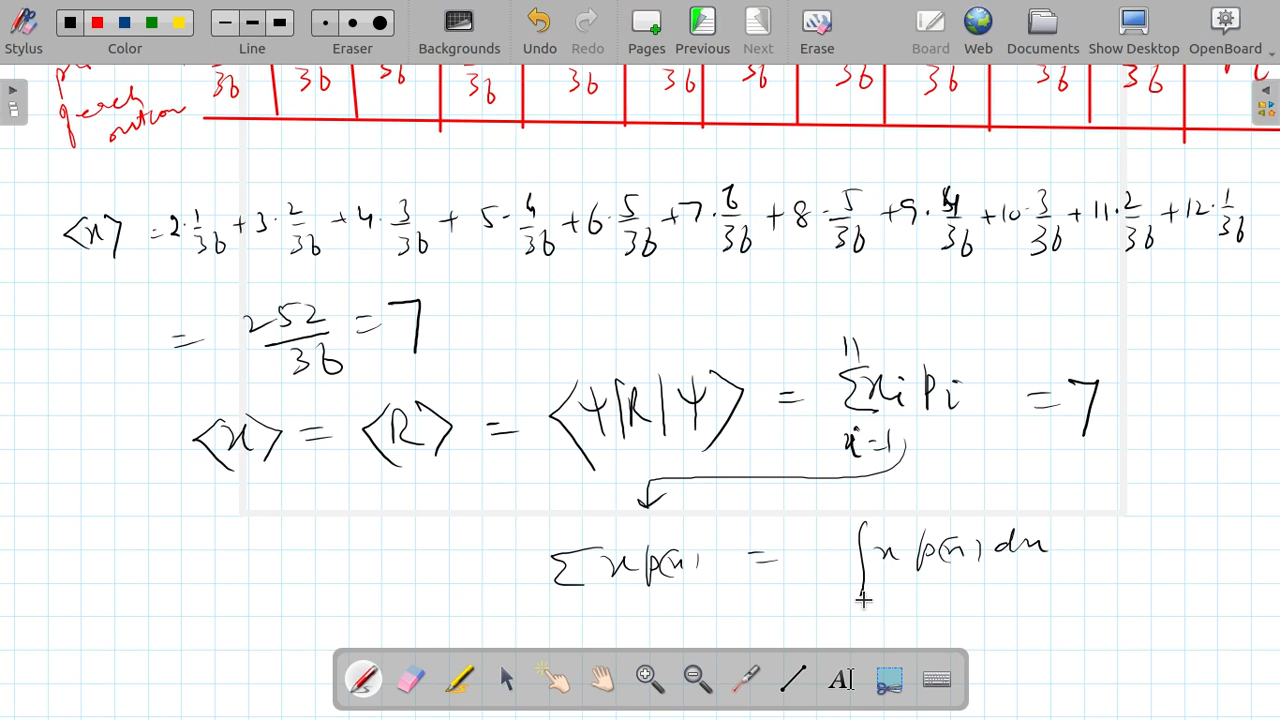 Stylus Color Line Eraser Backgrounds Undo Redo Pages Previous Next Erase Board Web Documents Show Desktop OpenBoard
36 36 36 36 36 36 36 36 36 36 36
each
outcom
⟨x⟩ = 2·1/36 + 3·2/36 + 4·3/36 + 5·4/36 + 6·5/36 + 7·6/36 + 8·5/36 + 9·4/36 + 10·3/36 + 11·2/36 + 12·1/36
= 252/36 = 7
⟨x⟩ = ⟨R⟩ = ⟨Ψ|R|Ψ⟩ = 11 Σ i=1 xi Pi = 7
Σ x p(x) = ∫ x p(x) dx